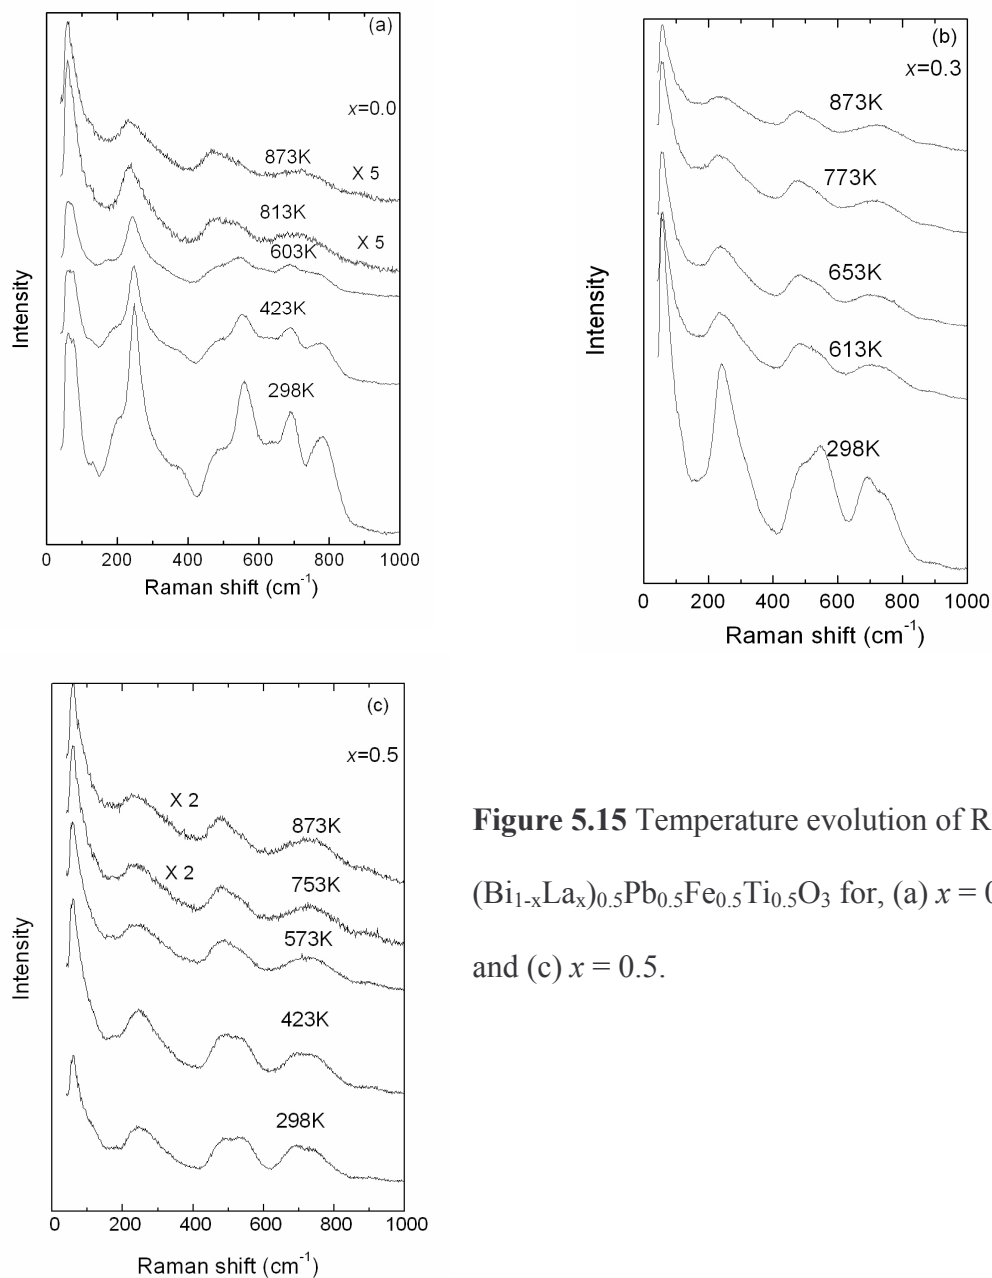 (a)
x=0.0
873K
X 5
813K
X 5
603K
423K
298K
Intensity
0 200 400 600 800 1000
Raman shift (cm⁻¹)
(b)
x=0.3
873K
773K
653K
613K
298K
Intensity
0 200 400 600 800 1000
Raman shift (cm⁻¹)
(c)
x=0.5
X 2
873K
X 2
753K
573K
423K
298K
Intensity
0 200 400 600 800 1000
Raman shift (cm⁻¹)
Figure 5.15 Temperature evolution of
(Bi₁₋ₓLaₓ)₀.₅Pb₀.₅Fe₀.₅Ti₀.₅O₃ for, (a) x =
and (c) x = 0.5.